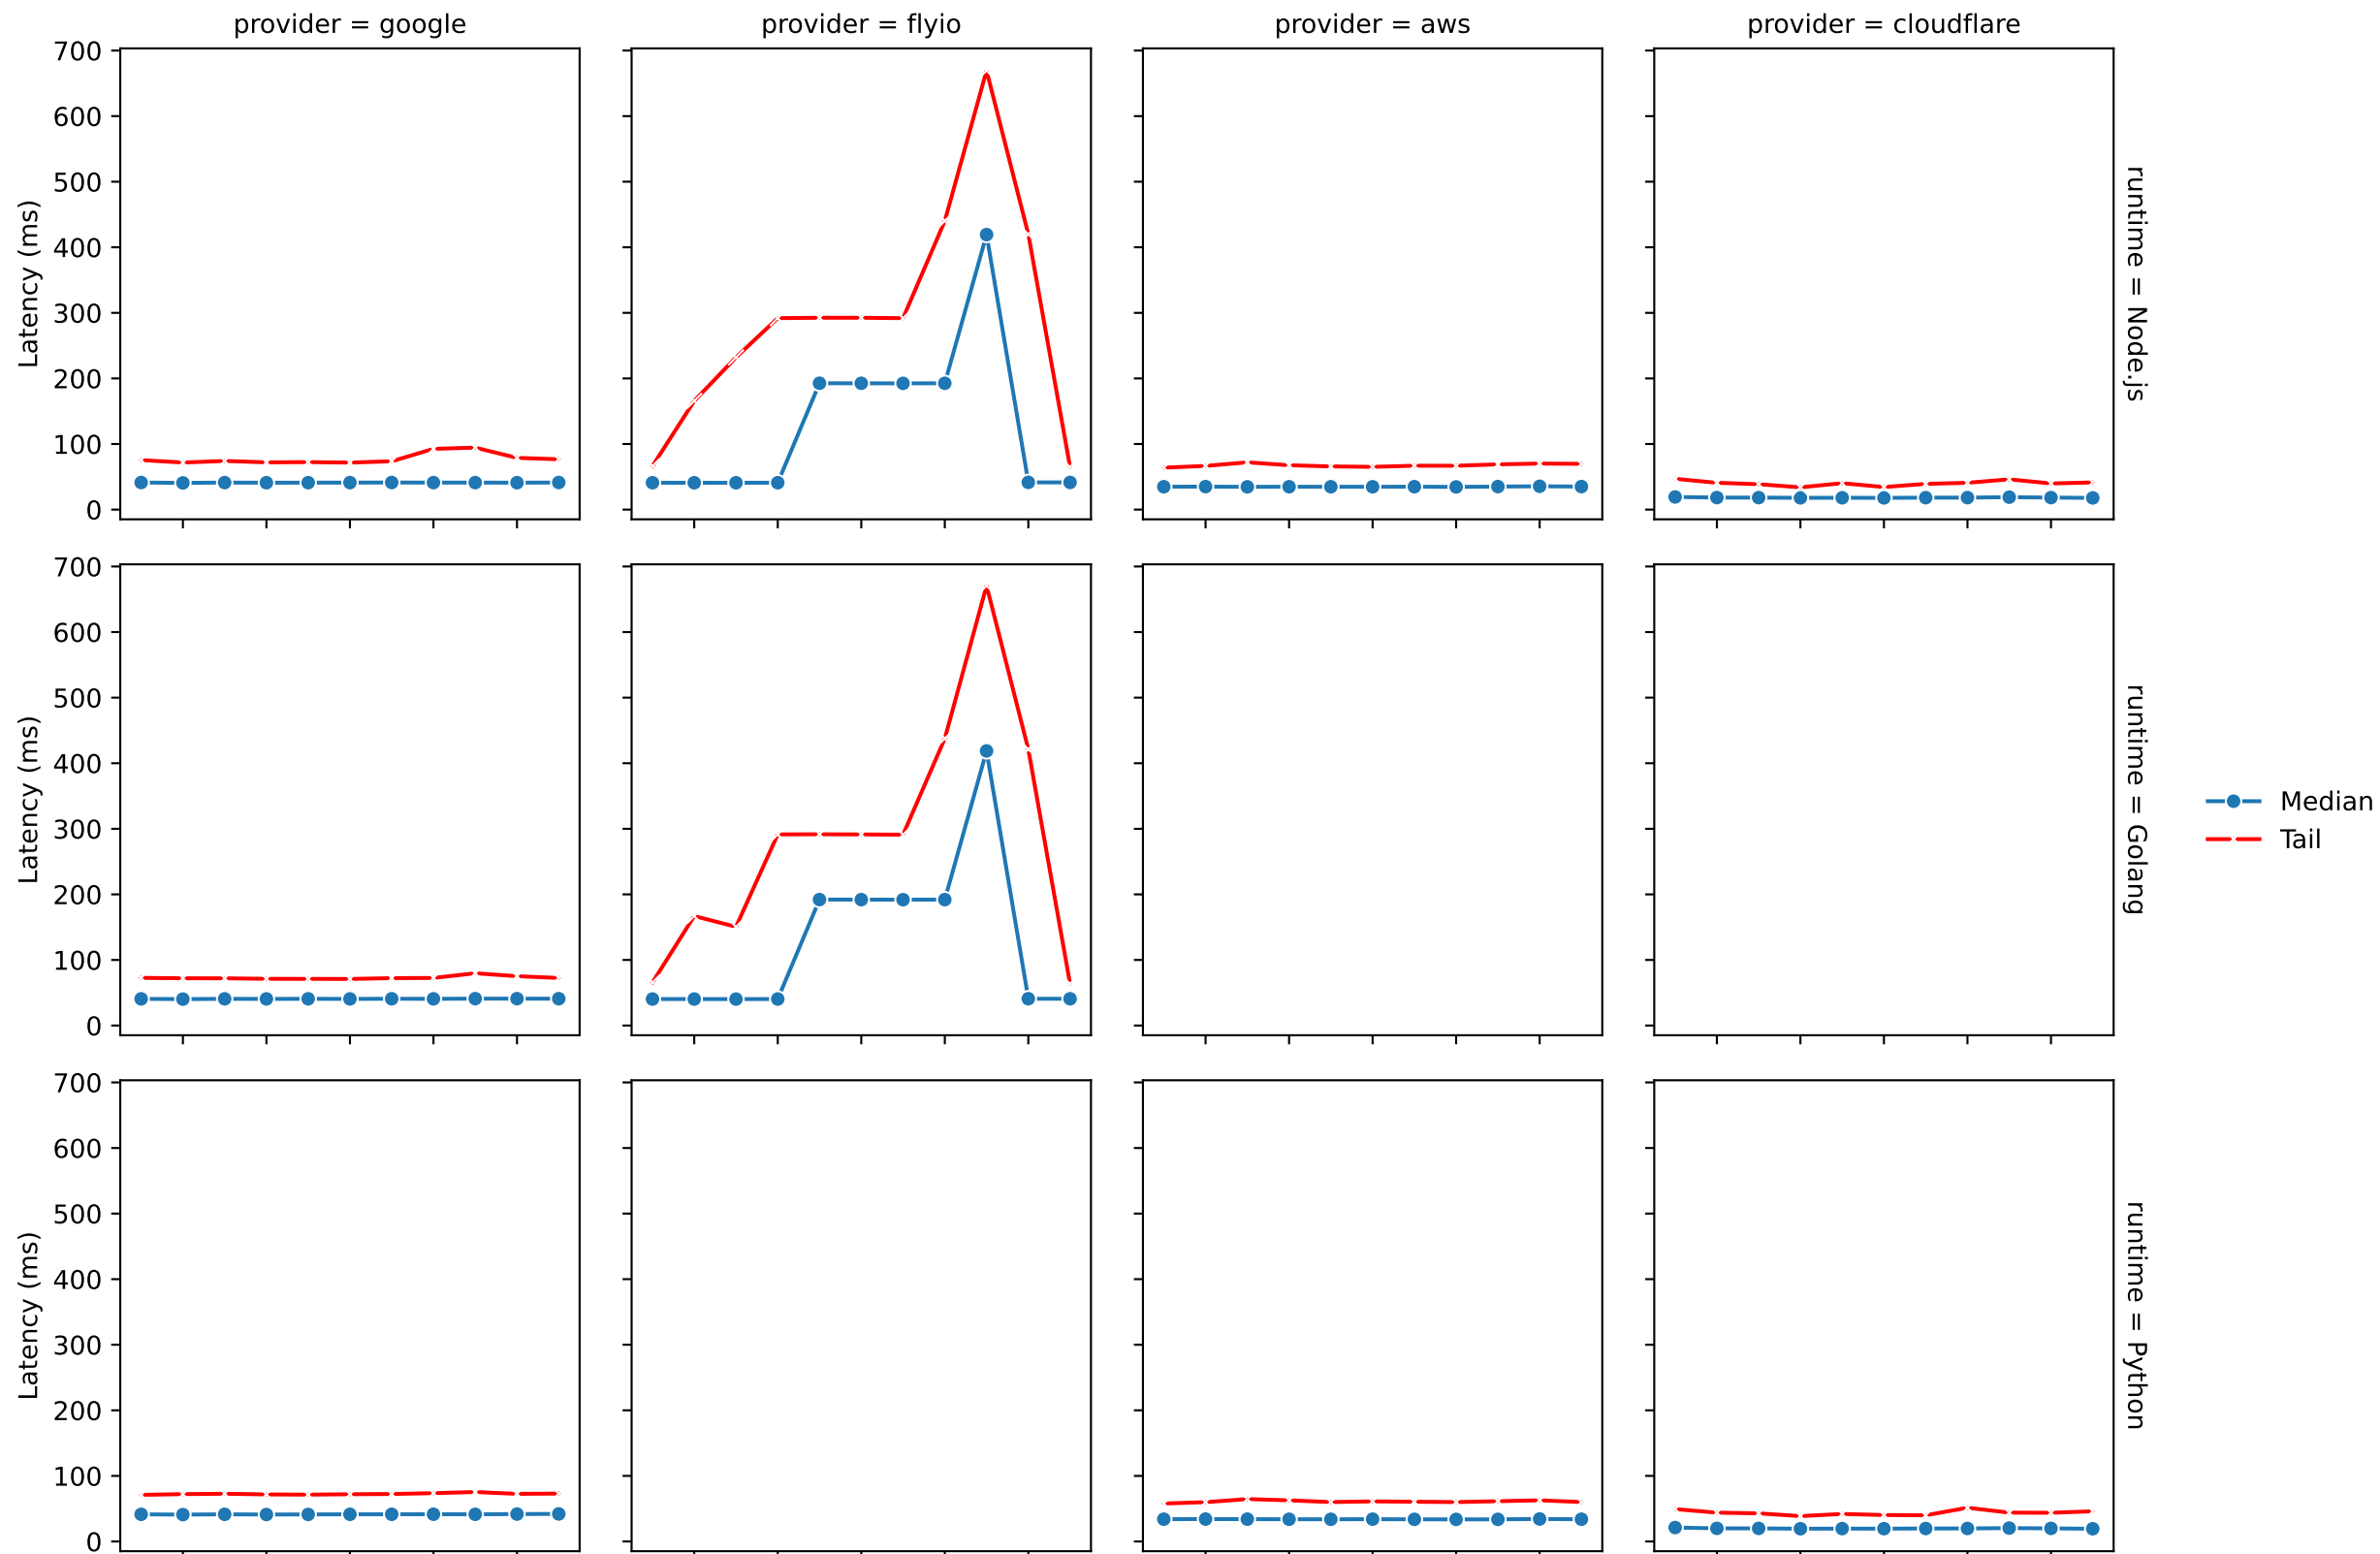 provider = google
provider = flyio
provider = aws
provider = cloudflare
700
600
500
400
300
200
100
0
Latency (ms)
runtime = Node.js
700
600
500
400
300
200
100
0
Latency (ms)
runtime = Golang
Median
Tail
700
600
500
400
300
200
100
0
Latency (ms)
runtime = Python